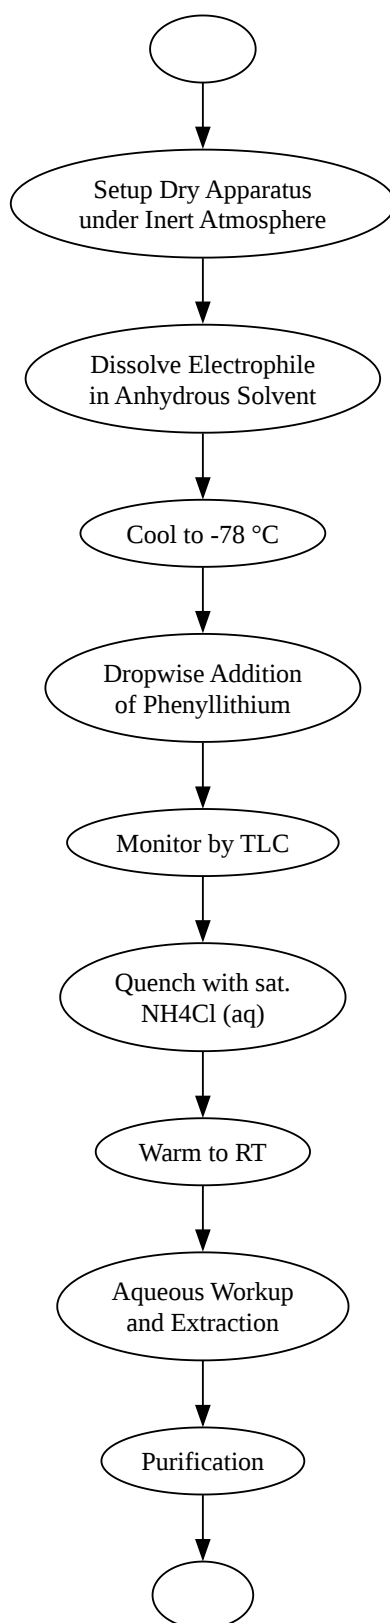 Setup Dry Apparatus
under Inert Atmosphere
Dissolve Electrophile
in Anhydrous Solvent
Cool to -78 °C
Dropwise Addition
of Phenyllithium
Monitor by TLC
Quench with sat.
NH4Cl (aq)
Warm to RT
Aqueous Workup
and Extraction
Purification